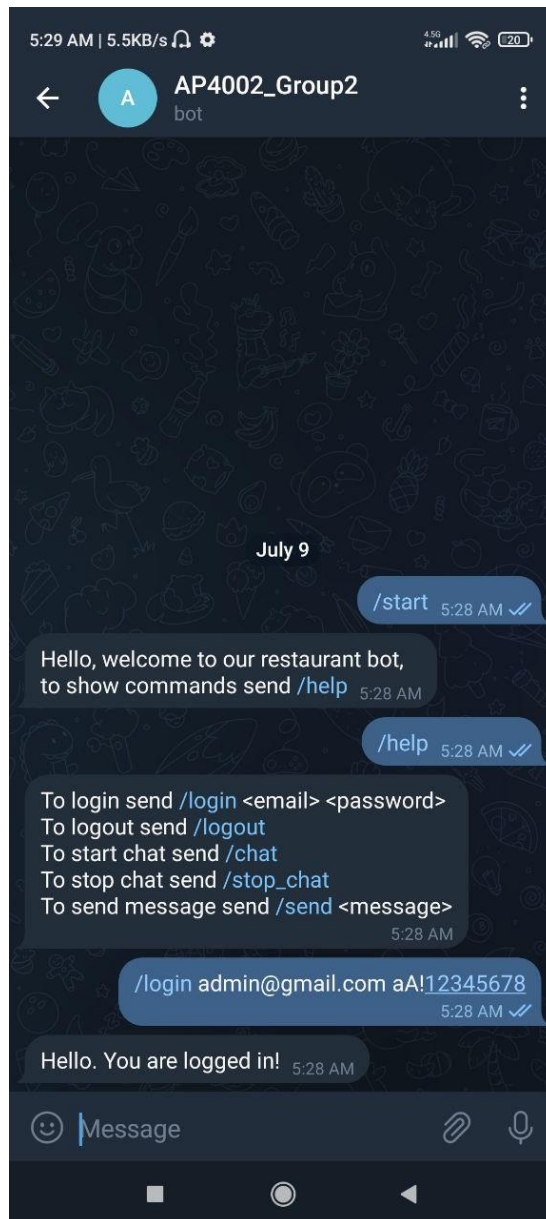 5:29 AM | 5.5KB/s
4.5G
20
A
AP4002_Group2
bot
July 9
/start 5:28 AM
Hello, welcome to our restaurant bot,
to show commands send /help 5:28 AM
/help 5:28 AM
To login send /login <email> <password>
To logout send /logout
To start chat send /chat
To stop chat send /stop_chat
To send message send /send <message>
5:28 AM
/login admin@gmail.com aA!12345678
5:28 AM
Hello. You are logged in! 5:28 AM
Message